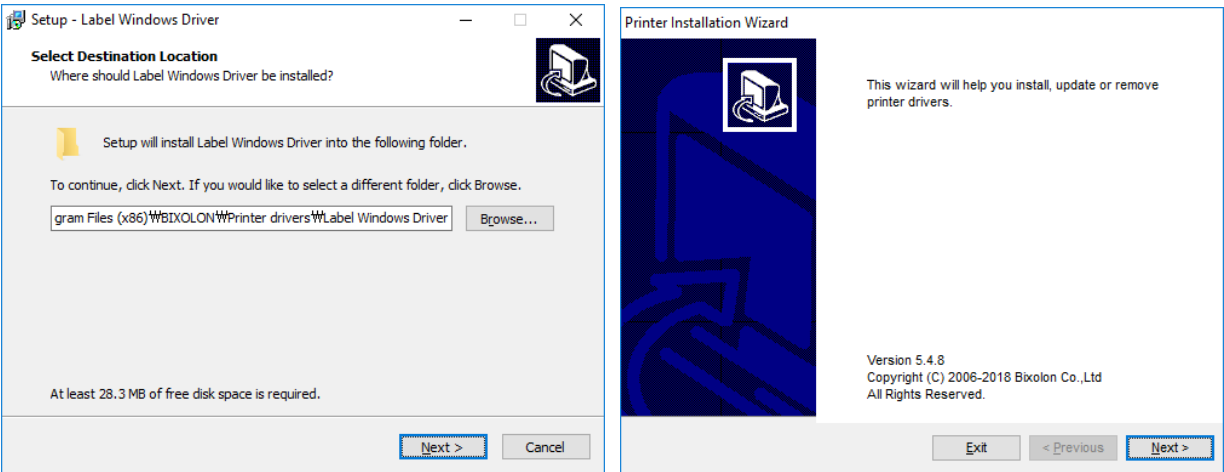 Setup - Label Windows Driver
Select Destination Location
Where should Label Windows Driver be installed?
Setup will install Label Windows Driver into the following folder.
To continue, click Next. If you would like to select a different folder, click Browse.
gram Files (x86)₩BIXOLON₩Printer drivers₩Label Windows Driver
Browse...
At least 28.3 MB of free disk space is required.
Next >
Cancel
Printer Installation Wizard
This wizard will help you install, update or remove
printer drivers.
Version 5.4.8
Copyright (C) 2006-2018 Bixolon Co.,Ltd
All Rights Reserved.
Exit
< Previous
Next >